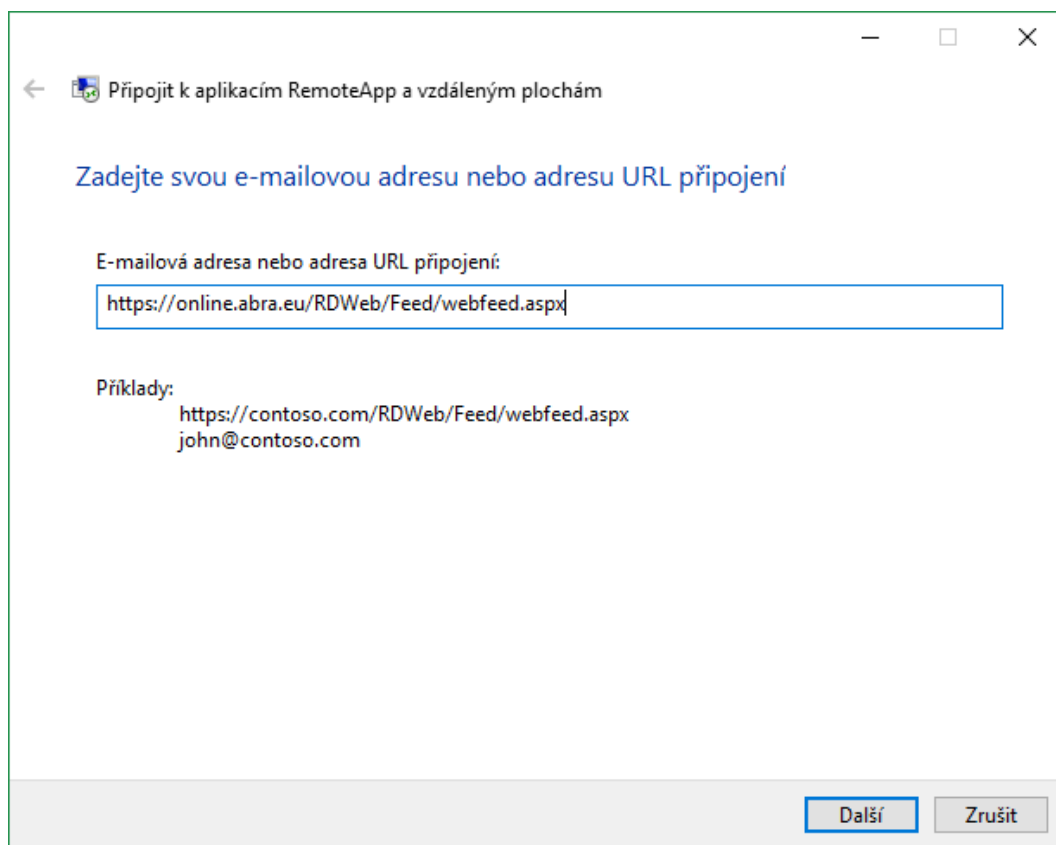 Připojit k aplikacím RemoteApp a vzdáleným plochám
Zadejte svou e-mailovou adresu nebo adresu URL připojení
E-mailová adresa nebo adresa URL připojení:
https://online.abra.eu/RDWeb/Feed/webfeed.aspx
Příklady:
https://contoso.com/RDWeb/Feed/webfeed.aspx
john@contoso.com
Další
Zrušit